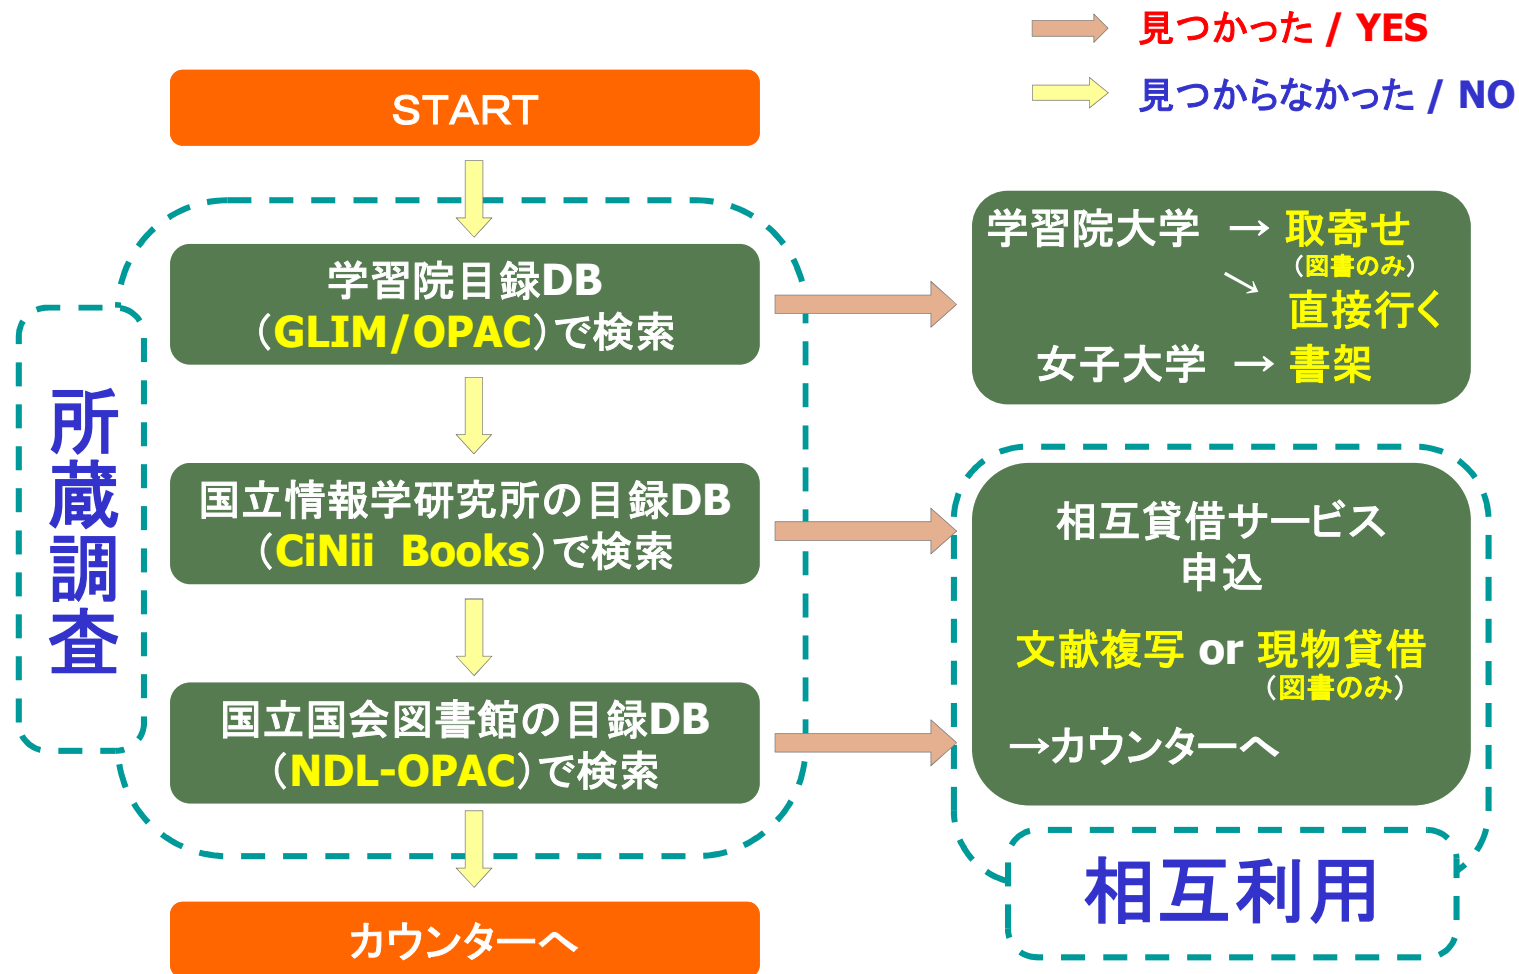 見つかった / YES
見つからなかった / NO
START
学習院目録DB
（GLIM/OPAC）で検索
国立情報学研究所の目録DB
（CiNii Books）で検索
国立国会図書館の目録DB
（NDL-OPAC）で検索
カウンターへ
所蔵調査
学習院大学 → 取寄せ
（図書のみ）
↘ 直接行く
女子大学 → 書架
相互貸借サービス
申込
文献複写 or 現物貸借
（図書のみ）
→カウンターへ
相互利用